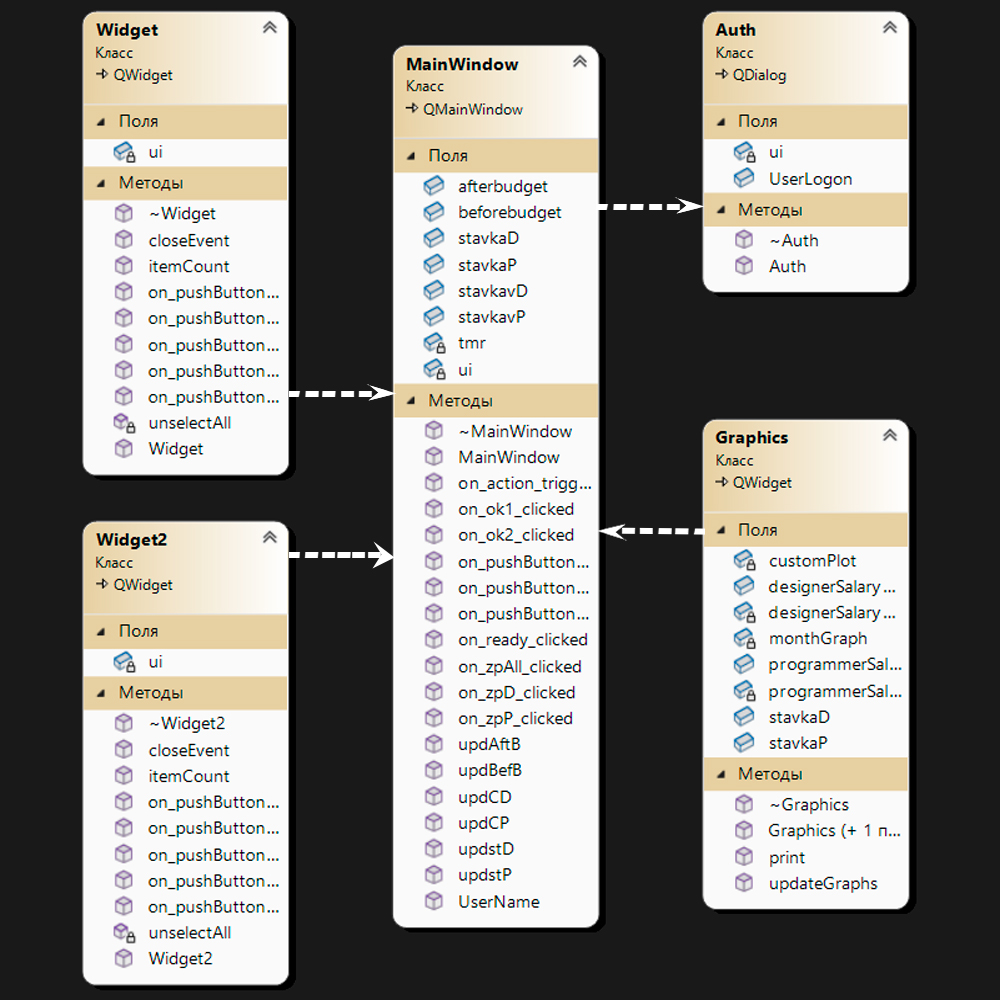 Widget
Класс
QWidget
Поля
ui
Методы
~Widget
closeEvent
itemCount
on_pushButton...
on_pushButton...
on_pushButton...
on_pushButton...
on_pushButton...
unselectAll
Widget
Widget2
Класс
QWidget
Поля
ui
Методы
~Widget2
closeEvent
itemCount
on_pushButton...
on_pushButton...
on_pushButton...
on_pushButton...
on_pushButton...
unselectAll
Widget2
MainWindow
Класс
QMainWindow
Поля
afterbudget
beforebudget
stavkaD
stavkaP
stavkavD
stavkavP
tmr
ui
Методы
~MainWindow
MainWindow
on_action_trigg...
on_ok1_clicked
on_ok2_clicked
on_pushButton...
on_pushButton...
on_pushButton...
on_ready_clicked
on_zpAll_clicked
on_zpD_clicked
on_zpP_clicked
updAftB
updBefB
updCD
updCP
updstD
updstP
UserName
Auth
Класс
QDialog
Поля
ui
UserLogon
Методы
~Auth
Auth
Graphics
Класс
QWidget
Поля
customPlot
designerSalary...
designerSalary...
monthGraph
programmerSal...
programmerSal...
stavkaD
stavkaP
Методы
~Graphics
Graphics (+ 1 п...
print
updateGraphs